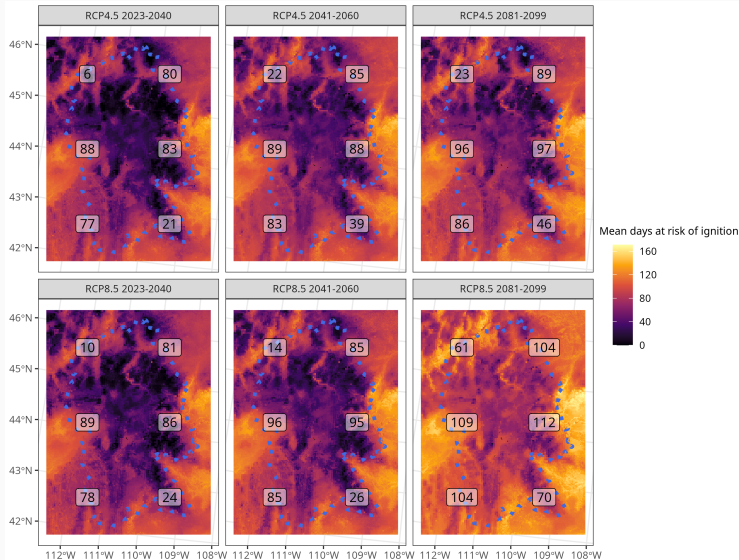 RCP4.5 2023-2040 RCP4.5 2041-2060 RCP4.5 2081-2099
46°N
6 80 22 85 23 89
45°N
44°N 88 83 89 88 96 97
43°N
77 21 83 39 86 46
42°N
Mean days at risk of ignition
160
120
80
40
0
RCP8.5 2023-2040 RCP8.5 2041-2060 RCP8.5 2081-2099
46°N
10 81 14 85 61 104
45°N
44°N 89 86 96 95 109 112
43°N
78 24 85 26 104 70
42°N
112°W 111°W 110°W 109°W 108°W 112°W 111°W 110°W 109°W 108°W 112°W 111°W 110°W 109°W 108°W